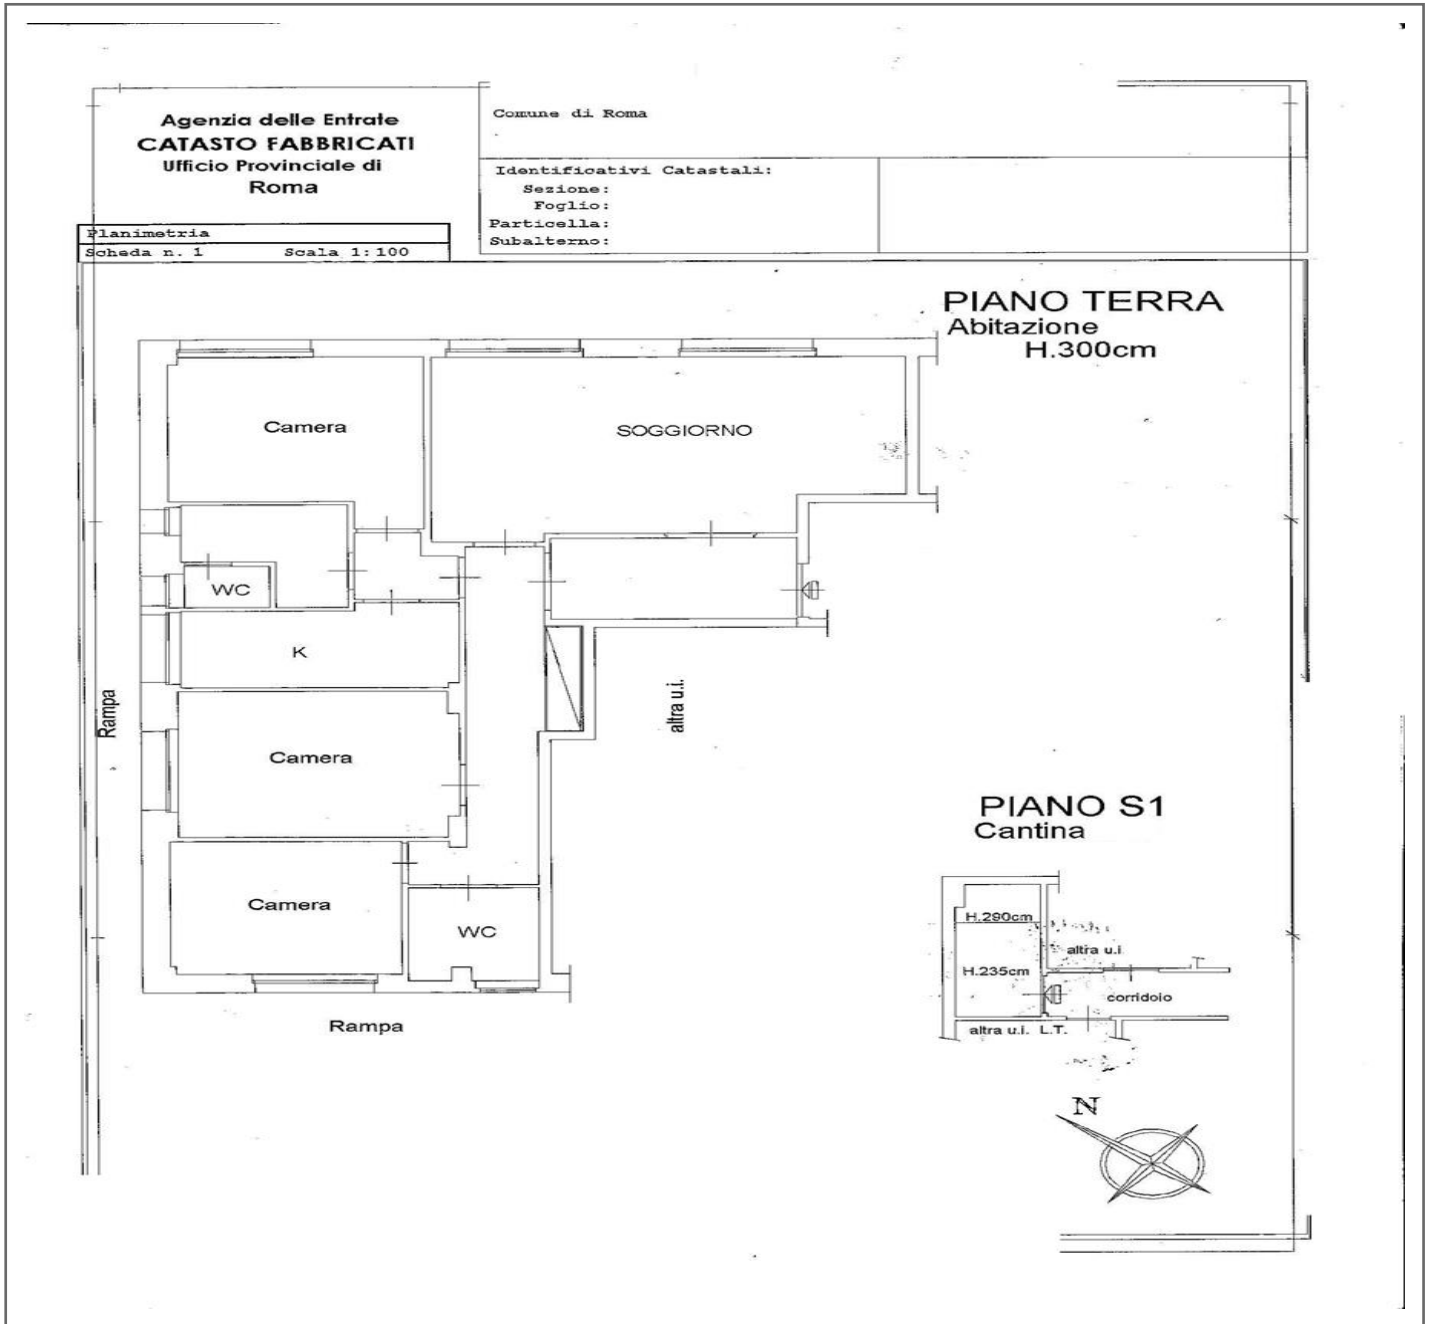 Agenzia delle Entrate
CATASTO FABBRICATI
Ufficio Provinciale di
Roma
Comune di Roma
Identificativi Catastali:
Sezione:
Foglio:
Particella:
Subalterno:
Planimetria
Scheda n. 1 Scala 1:100
PIANO TERRA
Abitazione
H.300cm
Camera
SOGGIORNO
WC
K
Rampa
altra u.i.
Camera
Camera
WC
Rampa
PIANO S1
Cantina
H.290cm
altra u.i
H.235cm
corridoio
altra u.i. L.T.
N